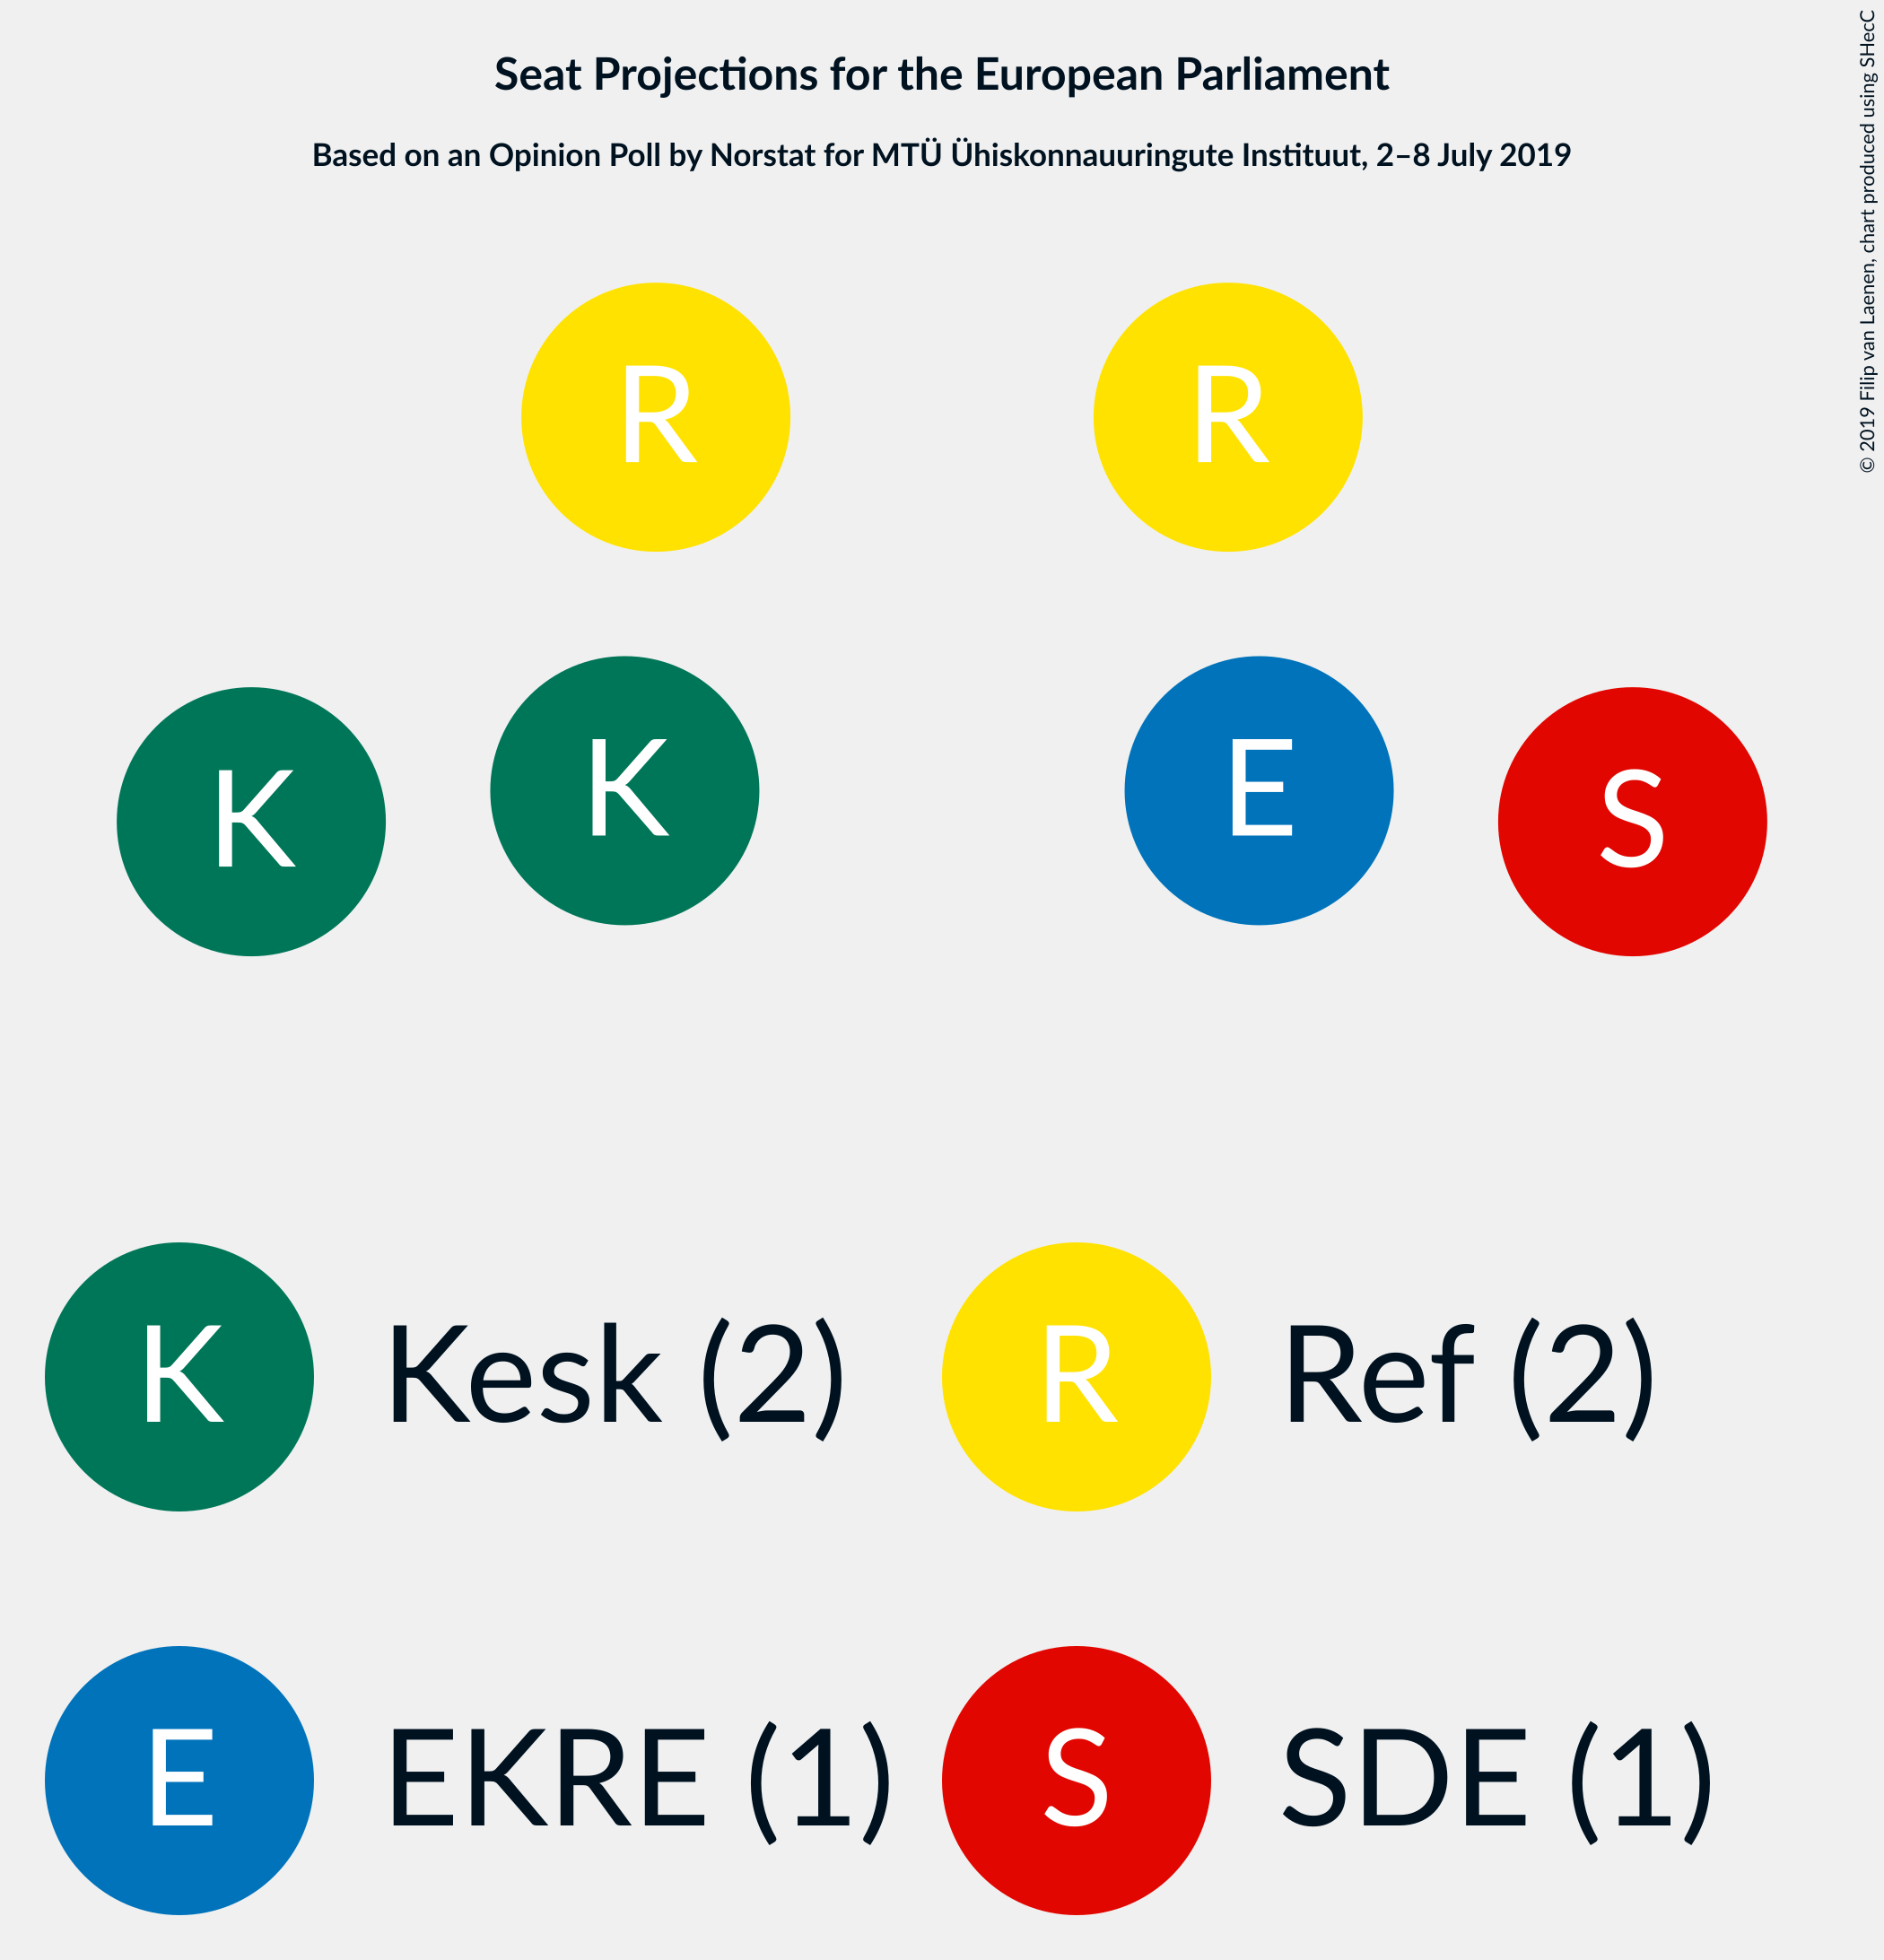 Seat Projections for the European Parliament
Based on an Opinion Poll by Norstat for MTÜ Ühiskonnauuringute Instituut, 2–8 July 2019
© 2019 Filip van Laenen, chart produced using SHecC
R R
K K E S
K Kesk (2) R Ref (2)
E EKRE (1) S SDE (1)